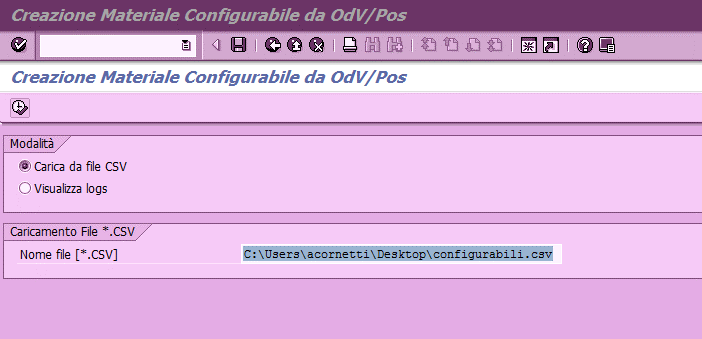 Creazione Materiale Configurabile da OdV/Pos
Creazione Materiale Configurabile da OdV/Pos
Modalità
Carica da file CSV
Visualizza logs
Caricamento File *.CSV
Nome file [*.CSV] C:\Users\acornetti\Desktop\configurabili.csv